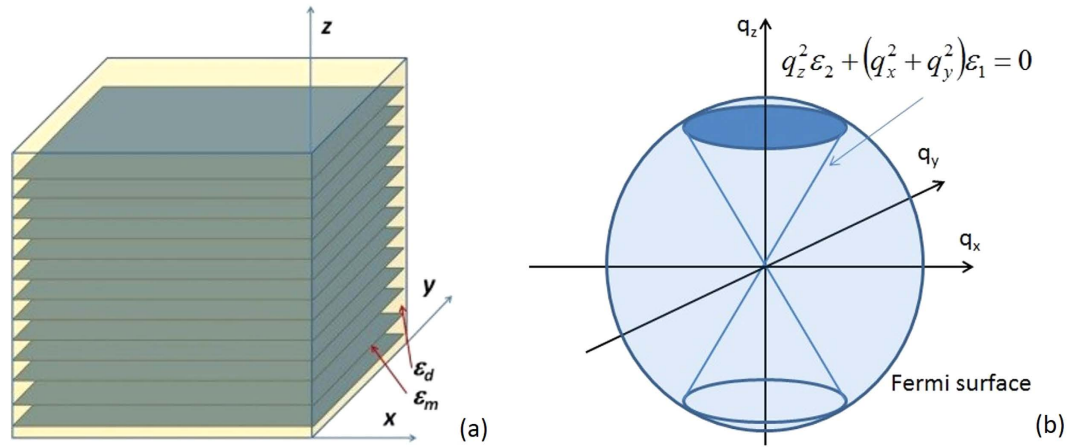 z
y
ε_d
ε_m
x
(a)
q_z
q_z^2 ε_2 + (q_x^2 + q_y^2) ε_1 = 0
q_y
q_x
Fermi surface
(b)